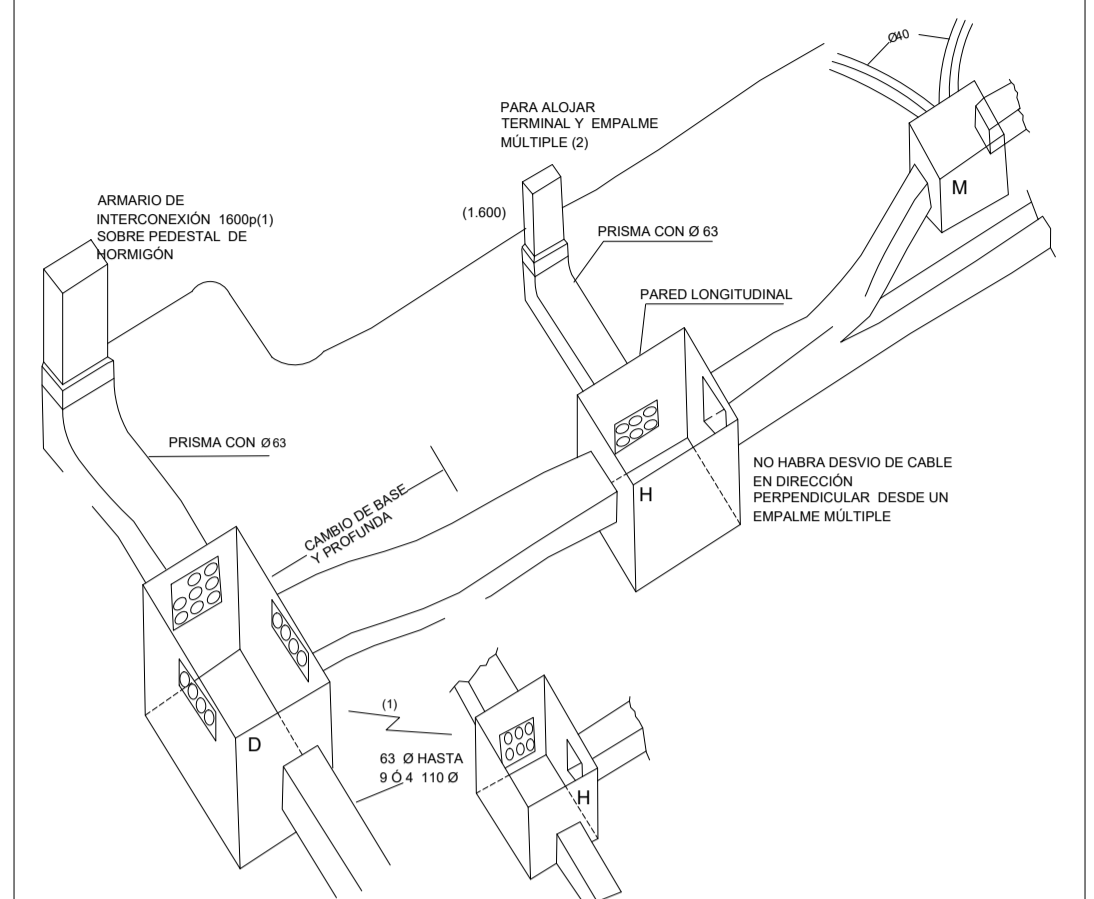 Ø40
PARA ALOJAR
TERMINAL Y EMPALME
MÚLTIPLE (2)
M
ARMARIO DE
INTERCONEXIÓN 1600p(1)
SOBRE PEDESTAL DE
HORMIGÓN
(1.600)
PRISMA CON Ø 63
PARED LONGITUDINAL
PRISMA CON Ø 63
NO HABRA DESVIO DE CABLE
EN DIRECCIÓN
PERPENDICULAR DESDE UN
EMPALME MÚLTIPLE
H
CAMBIO DE BASE
Y PROFUNDA
(1)
D
63 Ø HASTA
9 Ó 4 110 Ø
H